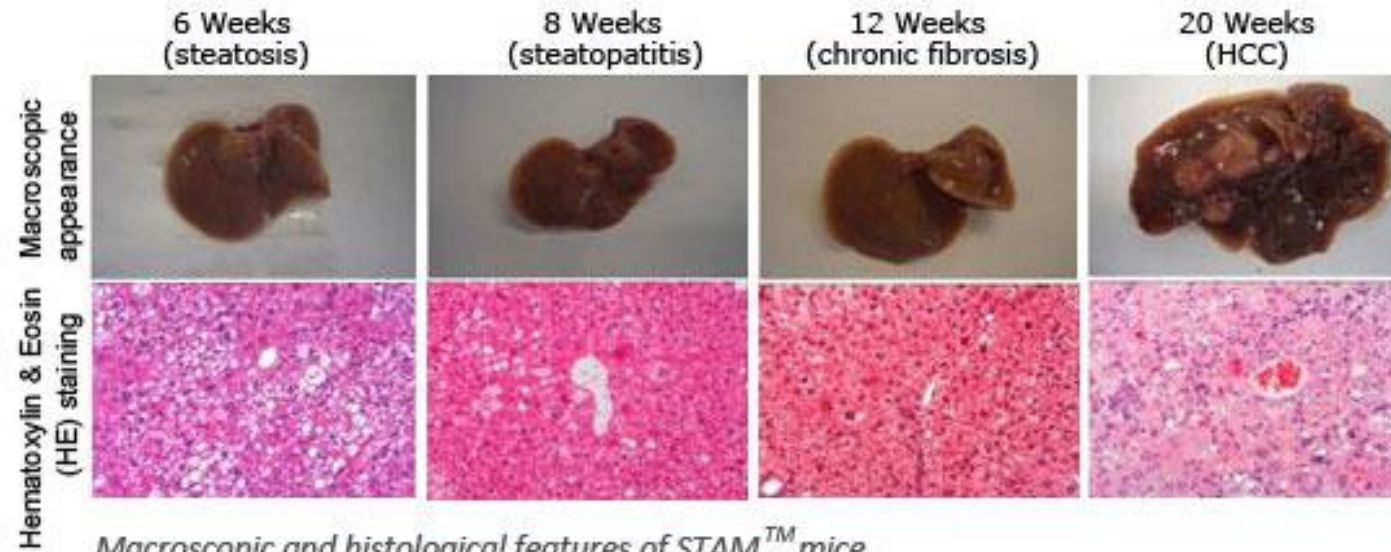 6 Weeks
(steatosis)
8 Weeks
(steatopatitis)
12 Weeks
(chronic fibrosis)
20 Weeks
(HCC)
Macroscopic
appearance
Hematoxylin & Eosin
(HE) staining
Macroscopic and histological features of STAM™ mice